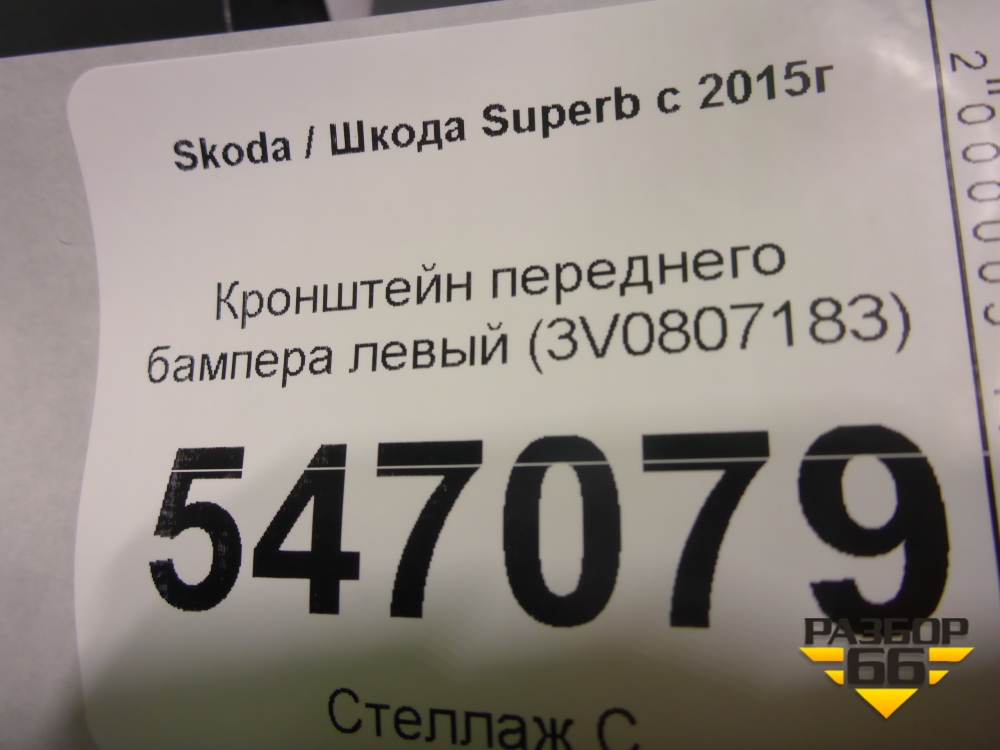 Skoda / Шкода Superb с 2015г
Кронштейн переднего
бампера левый (3V0807183)
547079
Стеллаж С
РАЗБОР
66